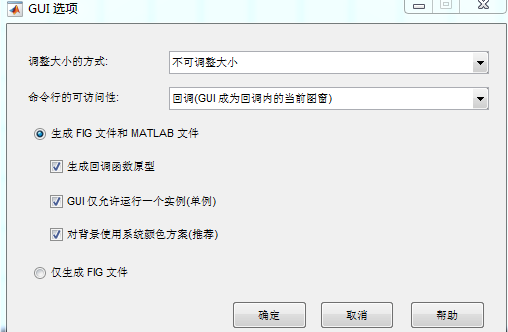 GUI 选项
调整大小的方式:
不可调整大小
命令行的可访问性:
回调(GUI 成为回调内的当前图窗)
生成 FIG 文件和 MATLAB 文件
生成回调函数原型
GUI 仅允许运行一个实例(单例)
对背景使用系统颜色方案(推荐)
仅生成 FIG 文件
确定 取消 帮助